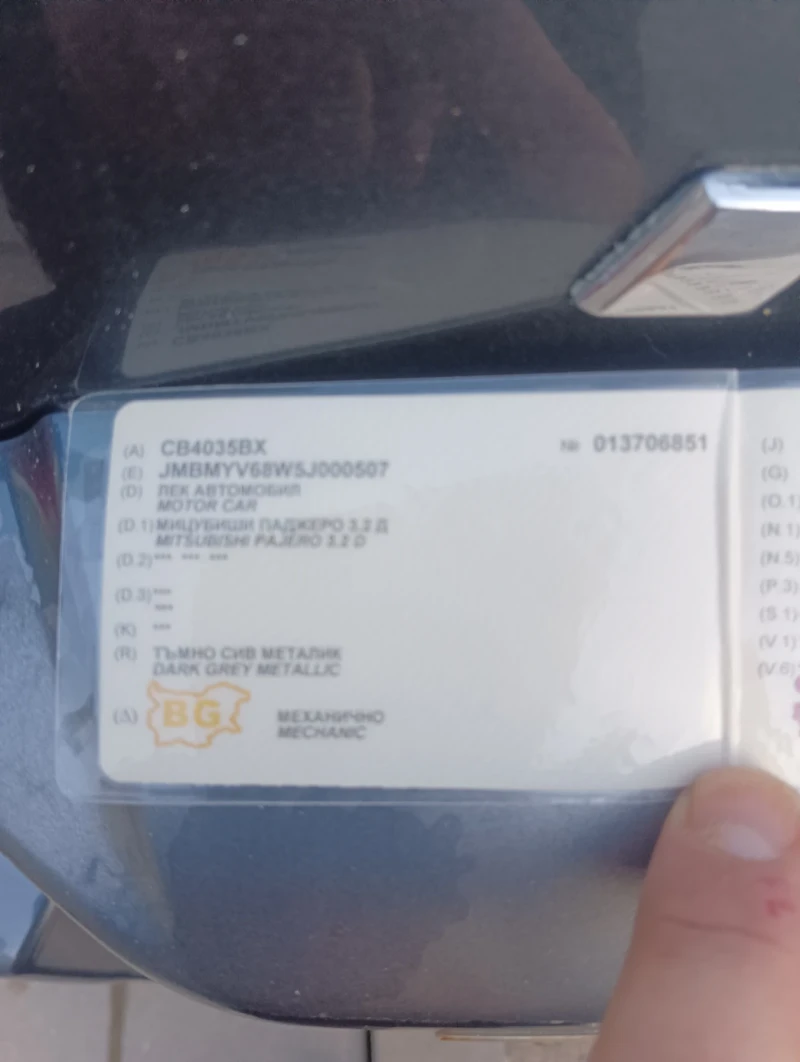 (A) CB4035BX № 013706851
(E) JMBMYV68W5J000507
(D) ЛЕК АВТОМОБИЛ
MOTOR CAR
(D.1) МИЦУБИШИ ПАДЖЕРО 3.2 Д
MITSUBISHI PAJERO 3.2 D
(D.2) *** *** ***
(D.3) ***
***
(K) ***
(R) ТЪМНО СИВ МЕТАЛИК
DARK GREY METALLIC
(Δ) BG МЕХАНИЧНО
MECHANIC
(J)
(G)
(O.1)
(N.1)
(N.5)
(P.3)
(S.1)
(V.1)
(V.6)